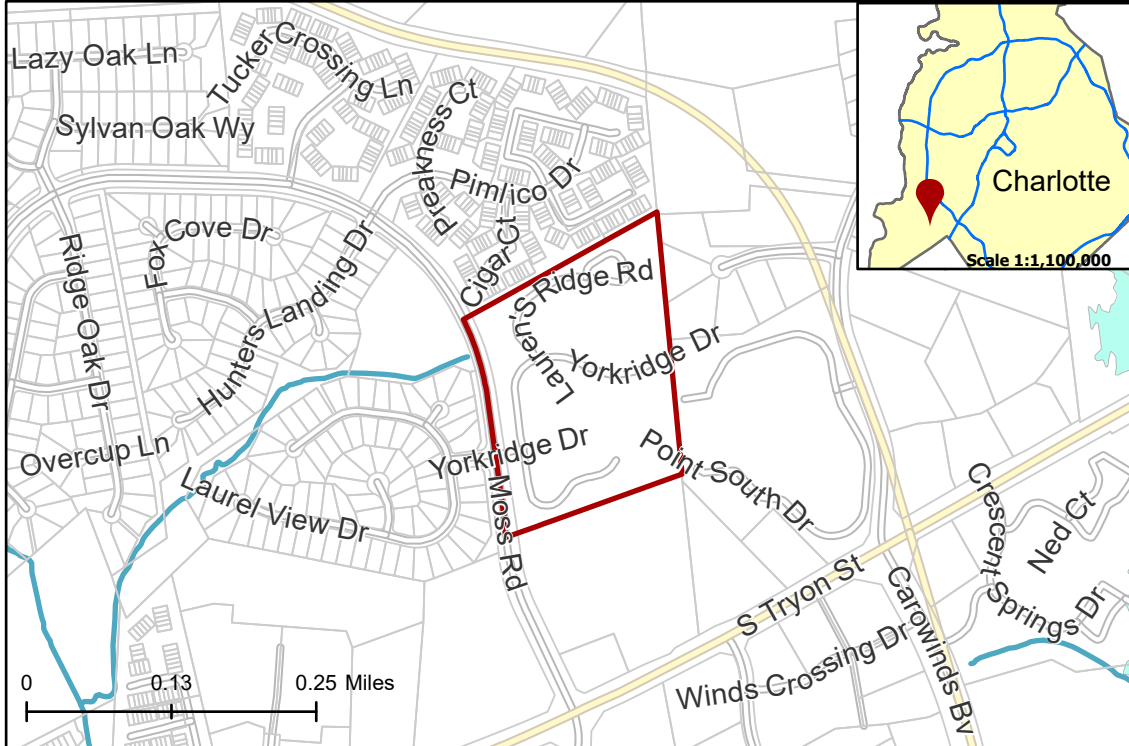 Lazy Oak Ln
Tucker Crossing Ln
Sylvan Oak Wy
Preakness Ct
Pimlico Dr
Charlotte
Scale 1:1,100,000
Fox Cove Dr
Ridge Oak Dr
Hunters Landing Dr
Cigar Ct
Lauren'S Ridge Rd
Yorkridge Dr
Overcup Ln
Yorkridge Dr
Laurel View Dr
Moss Rd
Point South Dr
Crescent Springs Dr
Ned Ct
S Tryon St
Carowinds Bv
Winds Crossing Dr
0 0.13 0.25 Miles